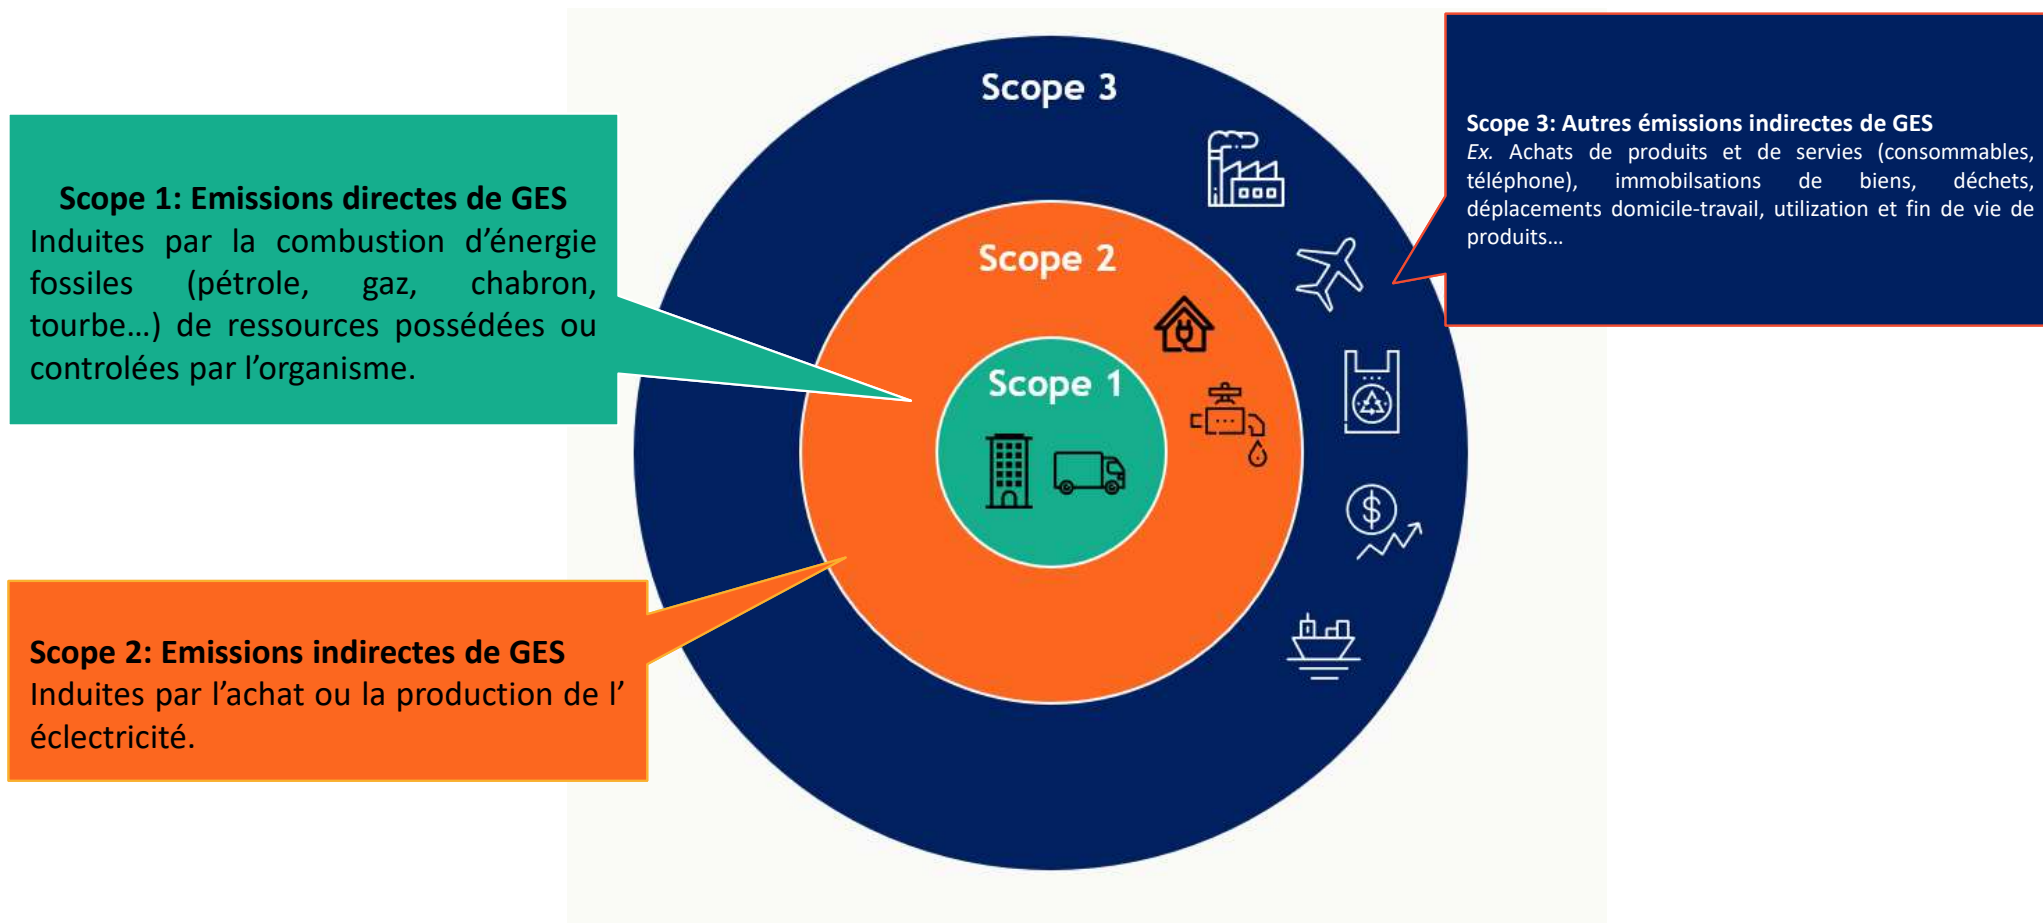 Scope 3
Scope 2
Scope 1
Scope 1: Emissions directes de GES
Induites par la combustion d’énergie
fossiles (pétrole, gaz, chabron,
tourbe…) de ressources possédées ou
controlées par l’organisme.
Scope 2: Emissions indirectes de GES
Induites par l’achat ou la production de l’
éclectricité.
Scope 3: Autres émissions indirectes de GES
Ex. Achats de produits et de servies (consommables,
téléphone), immobilsations de biens, déchets,
déplacements domicile-travail, utilization et fin de vie de
produits…